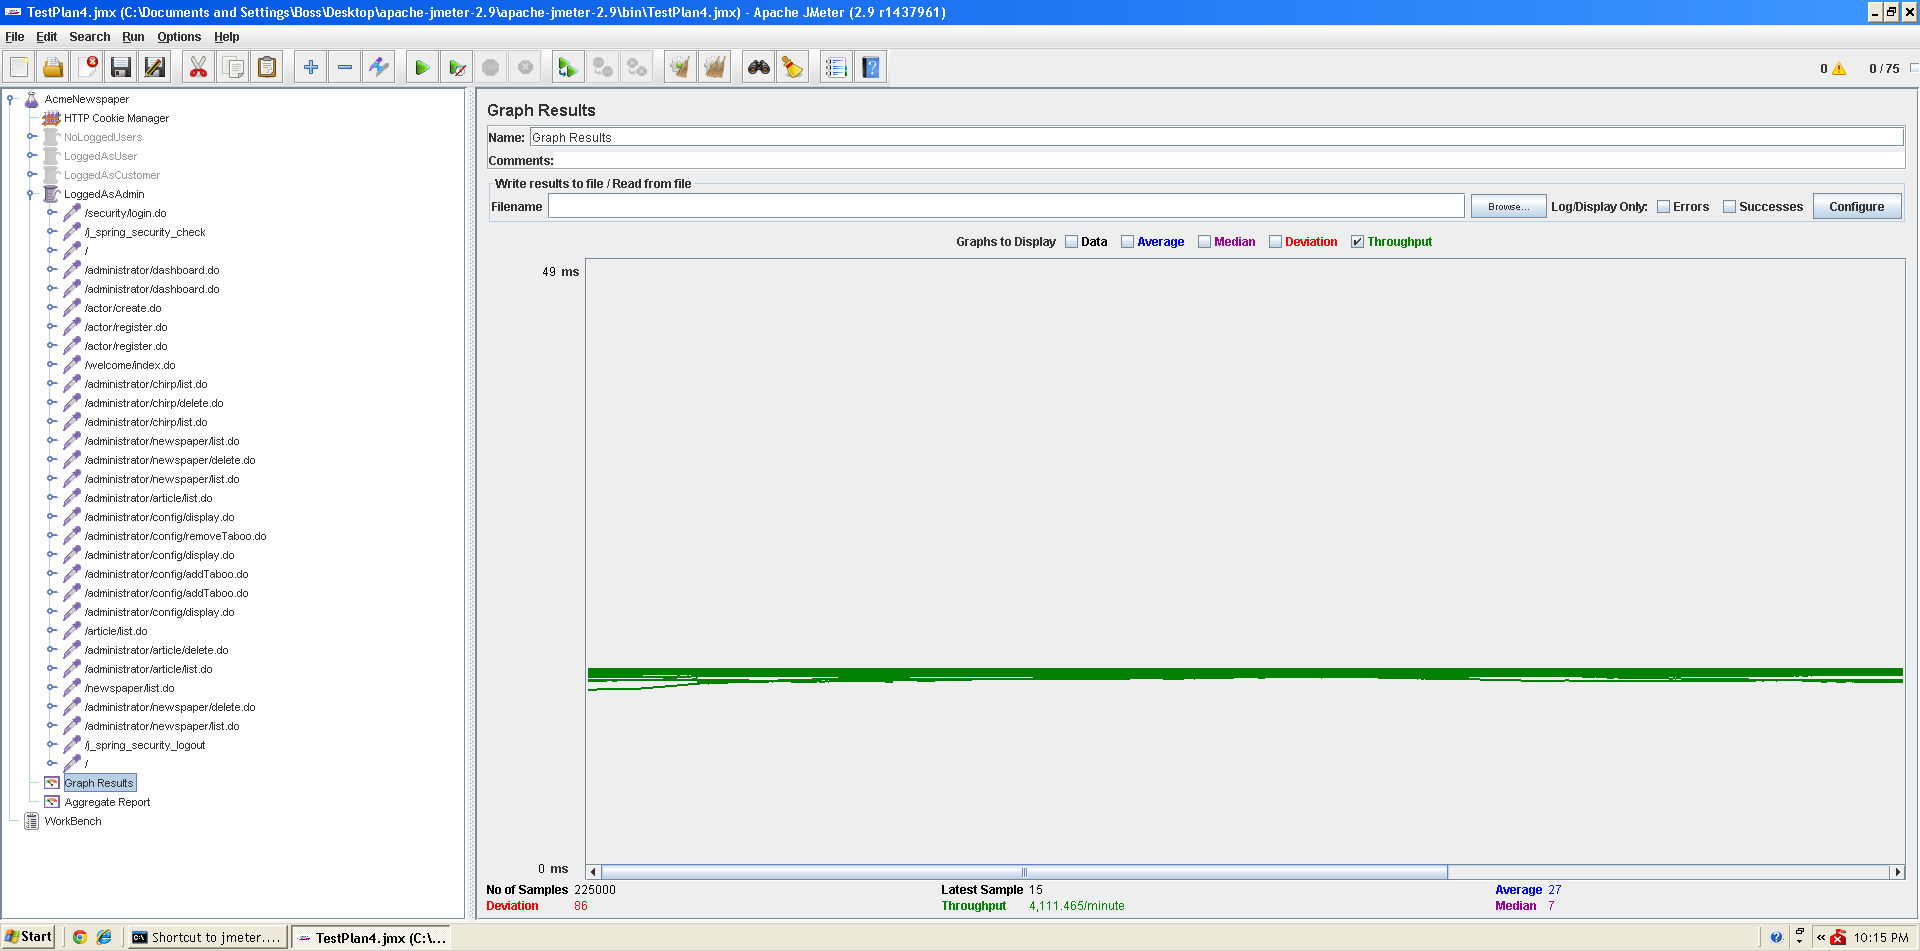 TestPlan4.jmx (C:\Documents and Settings\Boss\Desktop\apache-jmeter-2.9\apache-jmeter-2.9\bin\TestPlan4.jmx) - Apache JMeter (2.9 r1437961)
File Edit Search Run Options Help
0 0 / 75
AcmeNewspaper
HTTP Cookie Manager
NoLoggedUsers
LoggedAsUser
LoggedAsCustomer
LoggedAsAdmin
/security/login.do
/j_spring_security_check
/
/administrator/dashboard.do
/administrator/dashboard.do
/actor/create.do
/actor/register.do
/actor/register.do
/welcome/index.do
/administrator/chirp/list.do
/administrator/chirp/delete.do
/administrator/chirp/list.do
/administrator/newspaper/list.do
/administrator/newspaper/delete.do
/administrator/newspaper/list.do
/administrator/article/list.do
/administrator/config/display.do
/administrator/config/removeTaboo.do
/administrator/config/display.do
/administrator/config/addTaboo.do
/administrator/config/addTaboo.do
/administrator/config/display.do
/article/list.do
/administrator/article/delete.do
/administrator/article/list.do
/newspaper/list.do
/administrator/newspaper/delete.do
/administrator/newspaper/list.do
/j_spring_security_logout
/
Graph Results
Aggregate Report
WorkBench
Graph Results
Name: Graph Results
Comments:
Write results to file / Read from file
Filename Browse... Log/Display Only: Errors Successes Configure
Graphs to Display Data Average Median Deviation Throughput
49 ms
0 ms
No of Samples 225000 Latest Sample 15 Average 27
Deviation 86 Throughput 4,111.465/minute Median 7
Start Shortcut to jmeter.... TestPlan4.jmx (C:\... « 10:15 PM